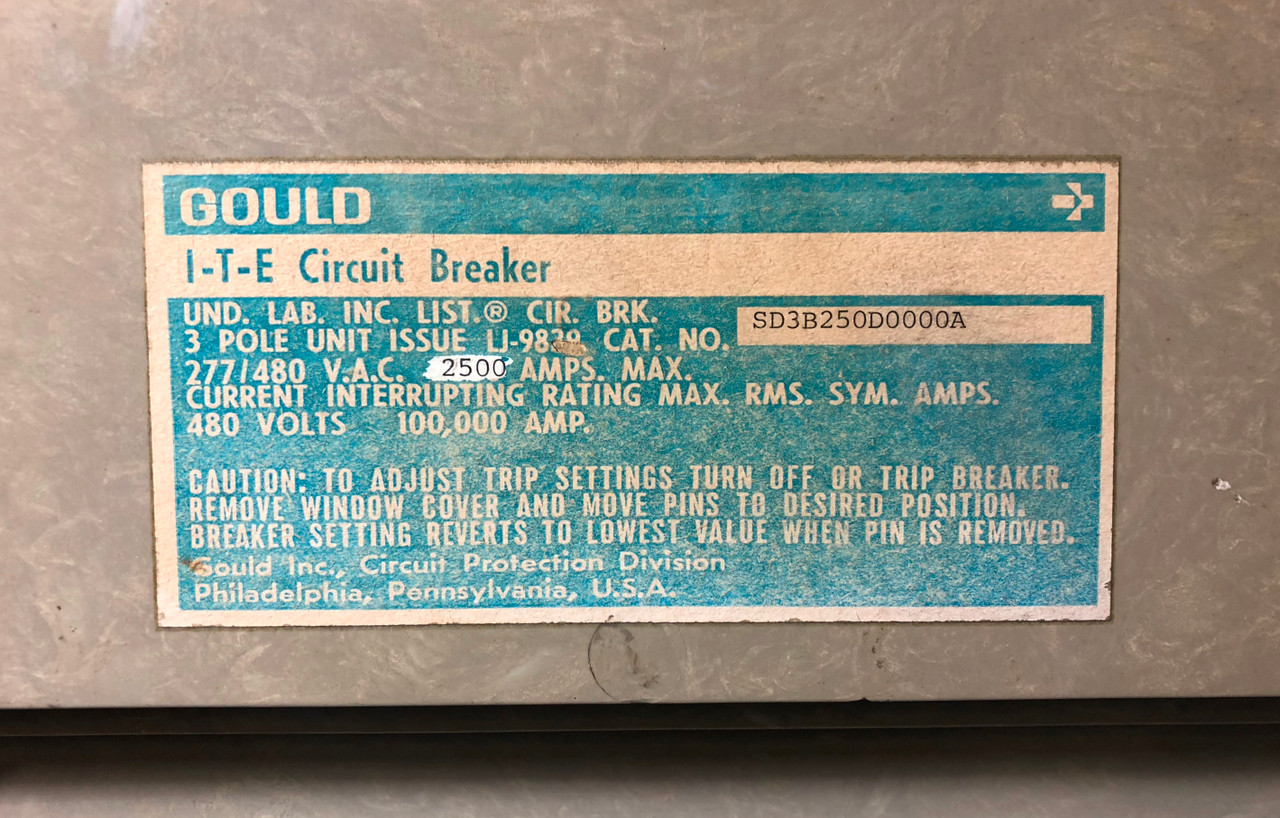 GOULD
I-T-E Circuit Breaker
UND. LAB. INC. LIST.® CIR. BRK.
3 POLE UNIT ISSUE LJ-9839 CAT. NO. SD3B250D0000A
277/480 V.A.C. 2500 AMPS. MAX.
CURRENT INTERRUPTING RATING MAX. RMS. SYM. AMPS.
480 VOLTS 100,000 AMP.
CAUTION: TO ADJUST TRIP SETTINGS TURN OFF OR TRIP BREAKER.
REMOVE WINDOW COVER AND MOVE PINS TO DESIRED POSITION.
BREAKER SETTING REVERTS TO LOWEST VALUE WHEN PIN IS REMOVED.
Gould Inc., Circuit Protection Division
Philadelphia, Pennsylvania, U.S.A.